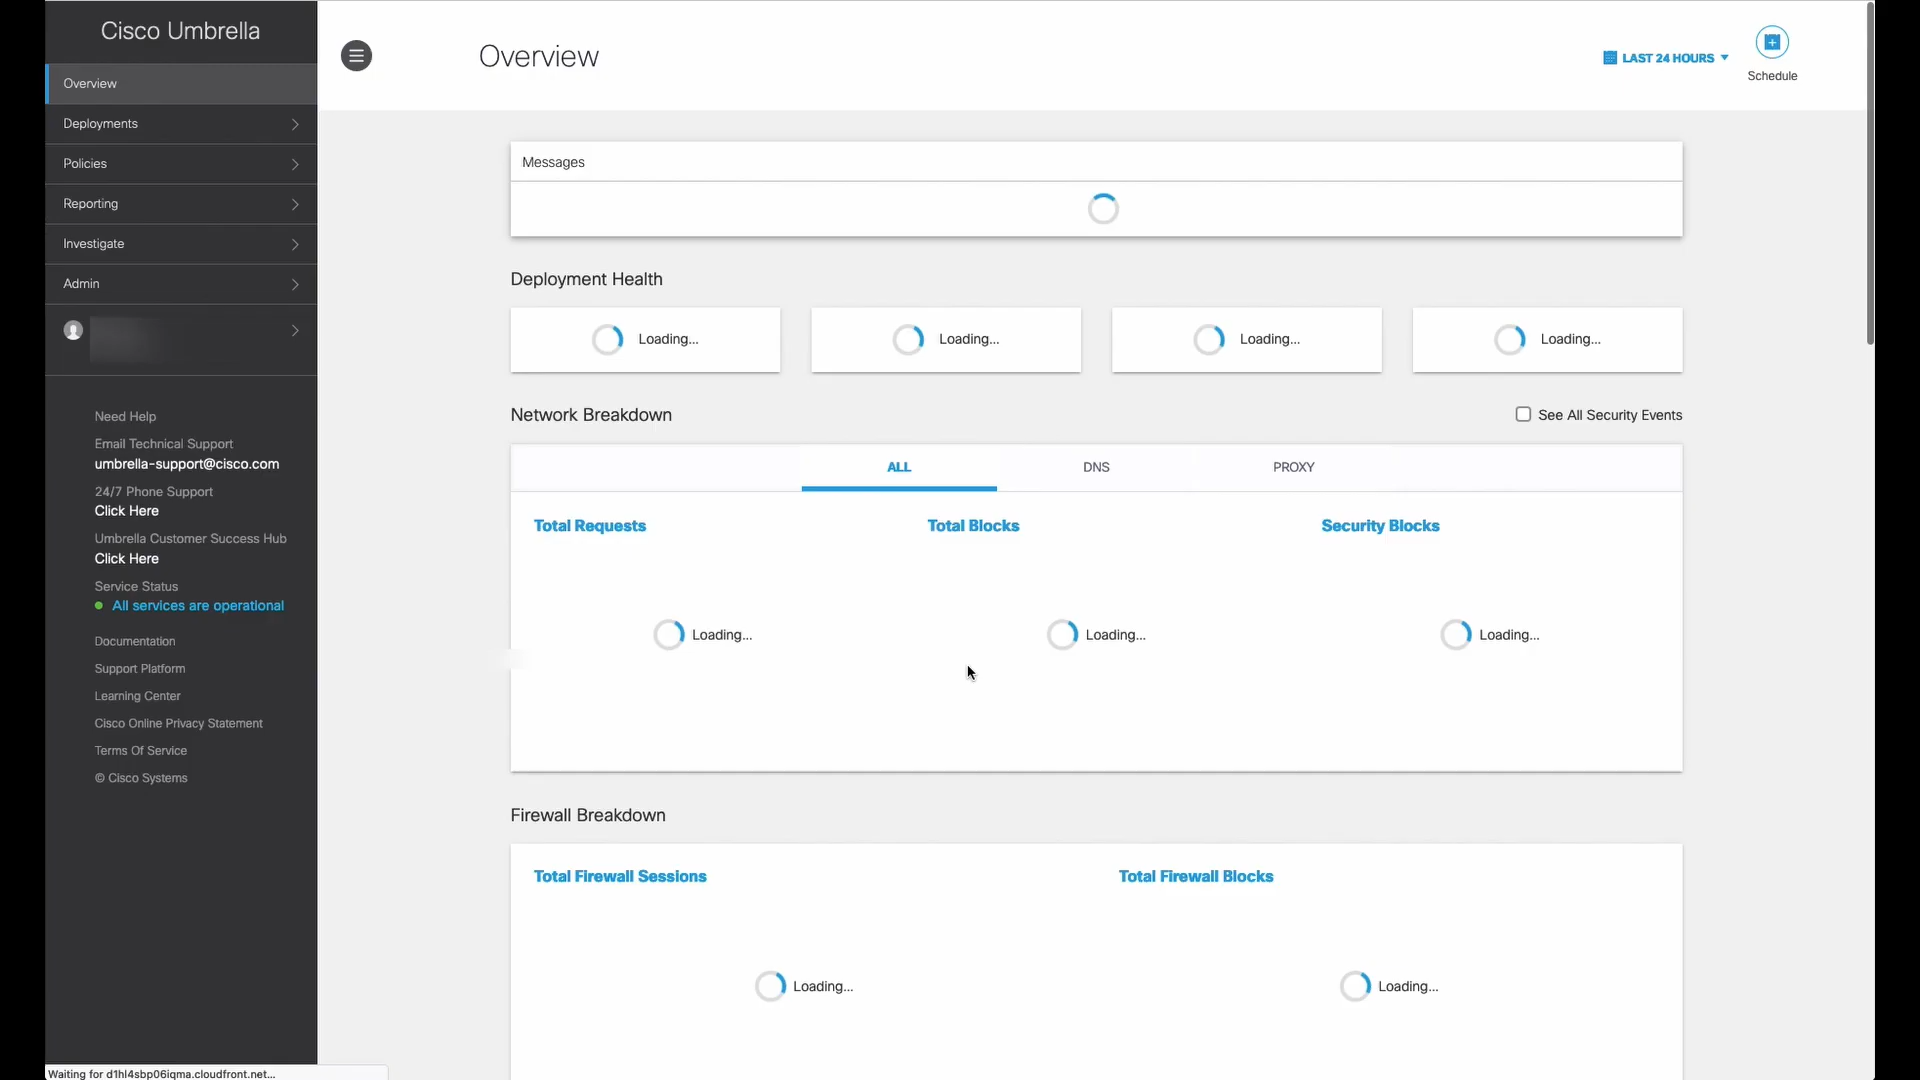 Cisco Umbrella
Overview
Deployments
Policies
Reporting
Investigate
Admin
Need Help
Email Technical Support
umbrella-support@cisco.com
24/7 Phone Support
Click Here
Umbrella Customer Success Hub
Click Here
Service Status
All services are operational
Documentation
Support Platform
Learning Center
Cisco Online Privacy Statement
Terms Of Service
© Cisco Systems
Waiting for d1hl4sbp06iqma.cloudfront.net...
Overview
LAST 24 HOURS
Schedule
Messages
Deployment Health
Loading... Loading... Loading... Loading...
Network Breakdown See All Security Events
ALL DNS PROXY
Total Requests Total Blocks Security Blocks
Loading... Loading... Loading...
Firewall Breakdown
Total Firewall Sessions Total Firewall Blocks
Loading... Loading...